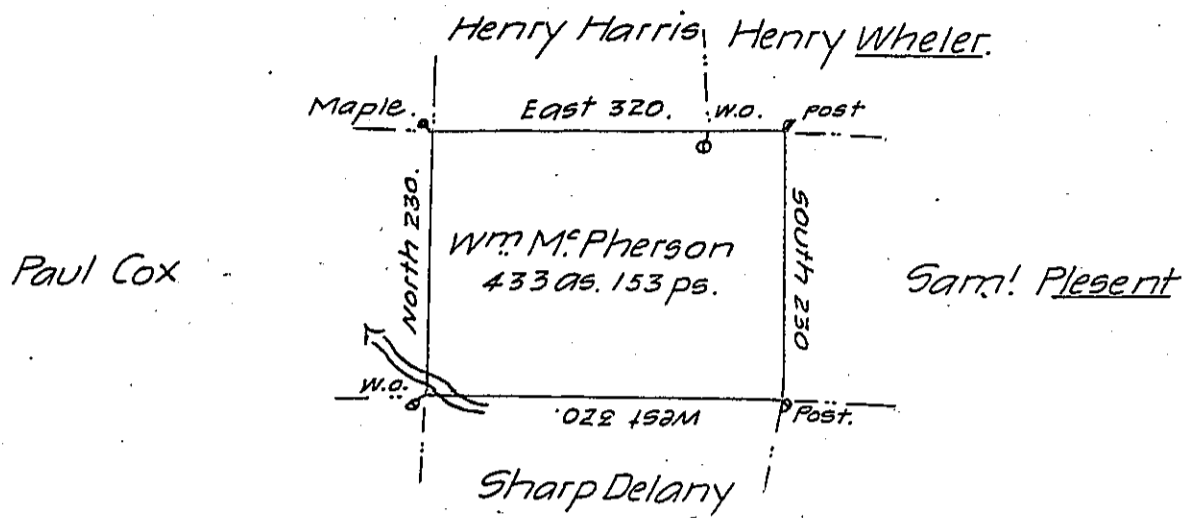 Henry Harris Henry Wheler.
Maple. East 320. W.O. Post
North 230.
Wm. McPherson
433 as. 153 ps.
South 230
Paul Cox
Saml. Plesent
W.O.
West 320.
Post.
Sharp Delany